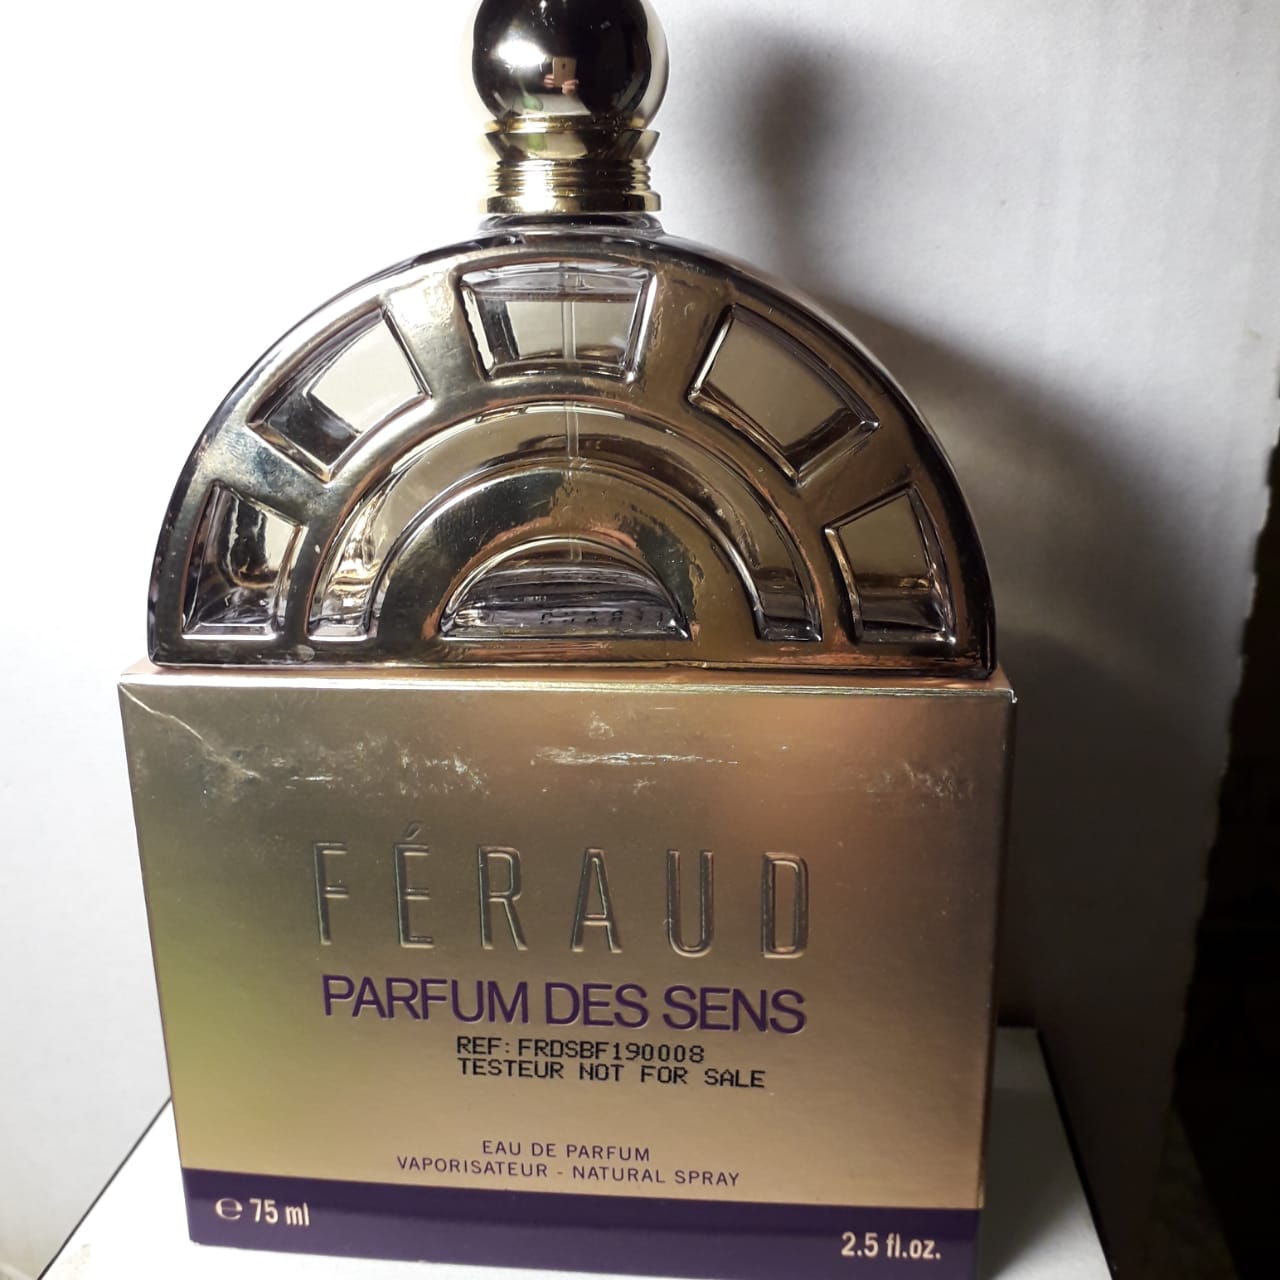 FÉRAUD
PARFUM DES SENS
REF:FRDSBF190008
TESTEUR NOT FOR SALE
EAU DE PARFUM
VAPORISATEUR - NATURAL SPRAY
℮ 75 ml
2.5 fl.oz.